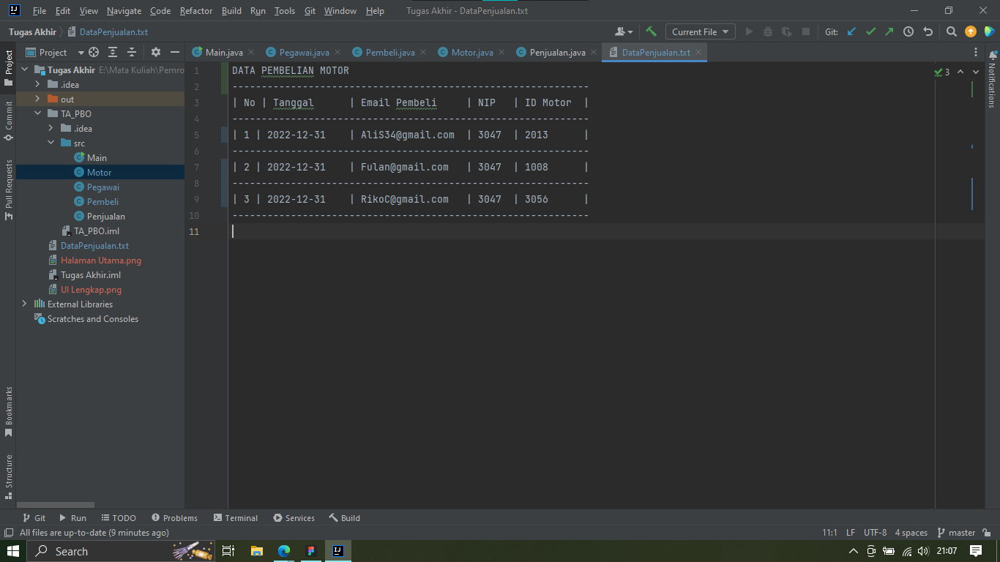 File Edit View Navigate Code Refactor Build Run Tools Git Window Help Tugas Akhir - DataPenjualan.txt
Tugas Akhir DataPenjualan.txt Current File Git:
Project Main.java Pegawai.java Pembeli.java Motor.java Penjualan.java DataPenjualan.txt
Tugas Akhir E:\Mata Kuliah\Pemro
.idea
out
TA_PBO
.idea
src
Main
Motor
Pegawai
Pembeli
Penjualan
TA_PBO.iml
DataPenjualan.txt
Halaman Utama.png
Tugas Akhir.iml
UI Lengkap.png
External Libraries
Scratches and Consoles
Project
Commit
Pull Requests
Bookmarks
Structure
1 DATA PEMBELIAN MOTOR
2 -------------------------------------------------------------
3 | No | Tanggal      | Email Pembeli     | NIP   | ID Motor  |
4 -------------------------------------------------------------
5 | 1 | 2022-12-31    | AliS34@gmail.com  | 3047  | 2013      |
6 -------------------------------------------------------------
7 | 2 | 2022-12-31    | Fulan@gmail.com   | 3047  | 1008      |
8 -------------------------------------------------------------
9 | 3 | 2022-12-31    | RikoC@gmail.com   | 3047  | 3056      |
10 -------------------------------------------------------------
11
3
Notifications
Git Run TODO Problems Terminal Services Build
All files are up-to-date (9 minutes ago) 11:1 LF UTF-8 4 spaces master
Search 21:07